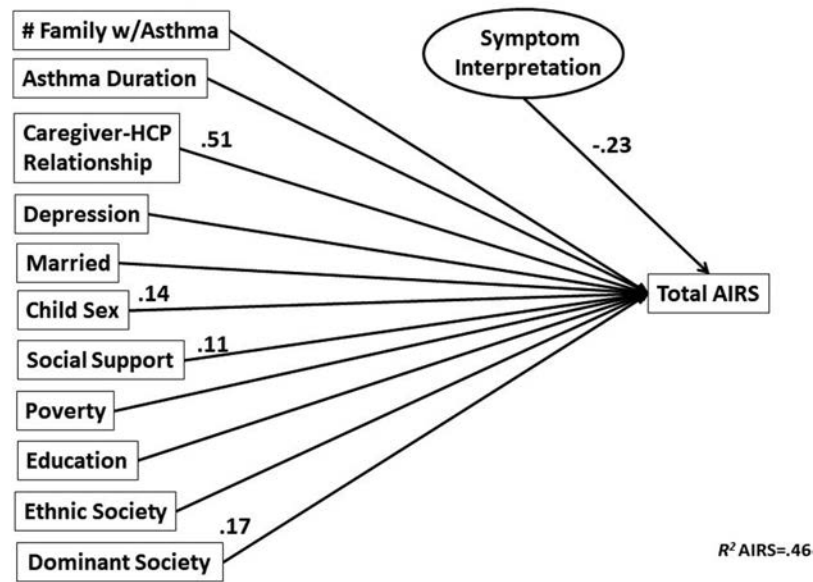 # Family w/Asthma
Symptom
Interpretation
Asthma Duration
Caregiver-HCP
Relationship
.51
-.23
Depression
Married
Child Sex
.14
Total AIRS
Social Support
.11
Poverty
Education
Ethnic Society
.17
Dominant Society
R² AIRS=.46